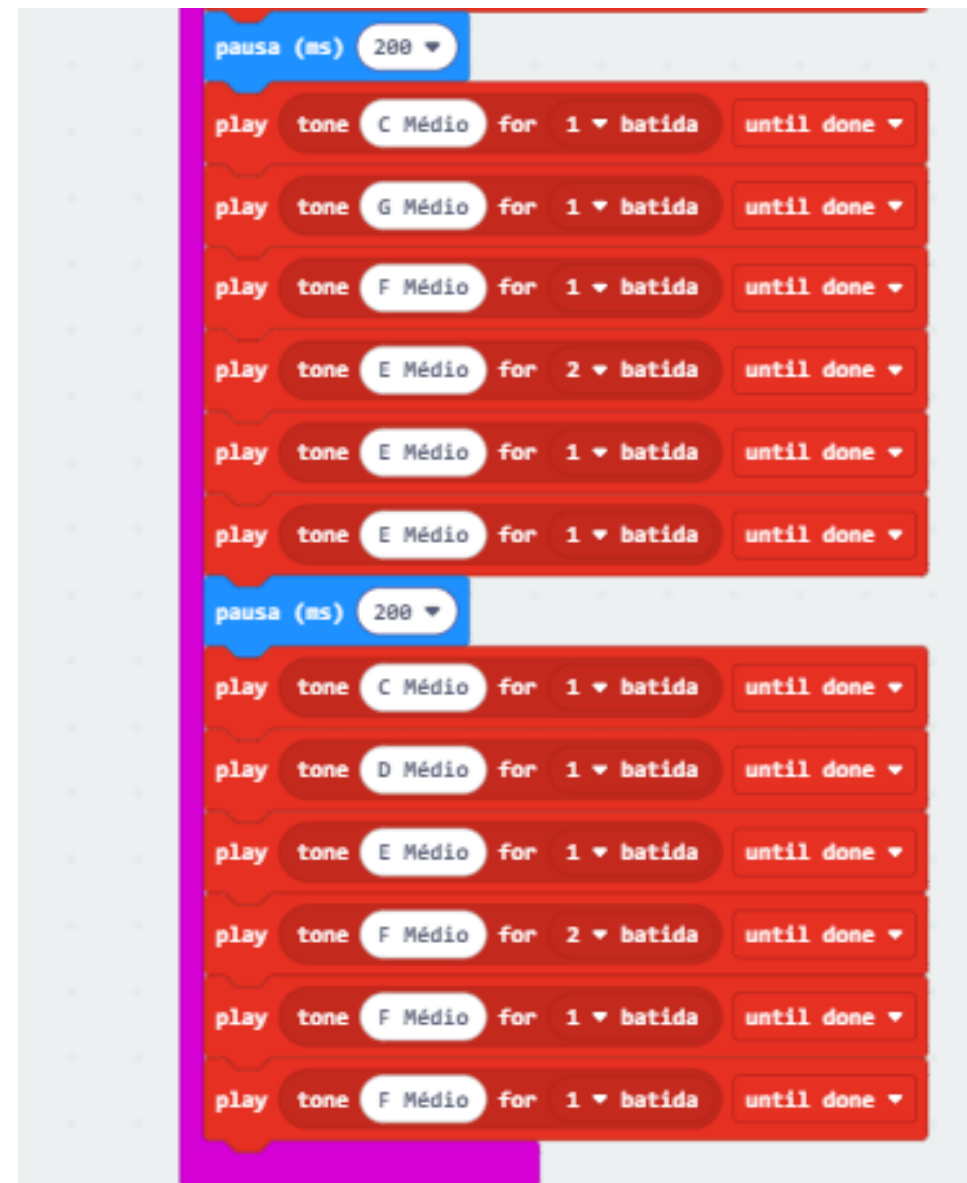 pausa (ms) 200
play tone C Médio for 1 batida until done
play tone G Médio for 1 batida until done
play tone F Médio for 1 batida until done
play tone E Médio for 2 batida until done
play tone E Médio for 1 batida until done
play tone E Médio for 1 batida until done
pausa (ms) 200
play tone C Médio for 1 batida until done
play tone D Médio for 1 batida until done
play tone E Médio for 1 batida until done
play tone F Médio for 2 batida until done
play tone F Médio for 1 batida until done
play tone F Médio for 1 batida until done